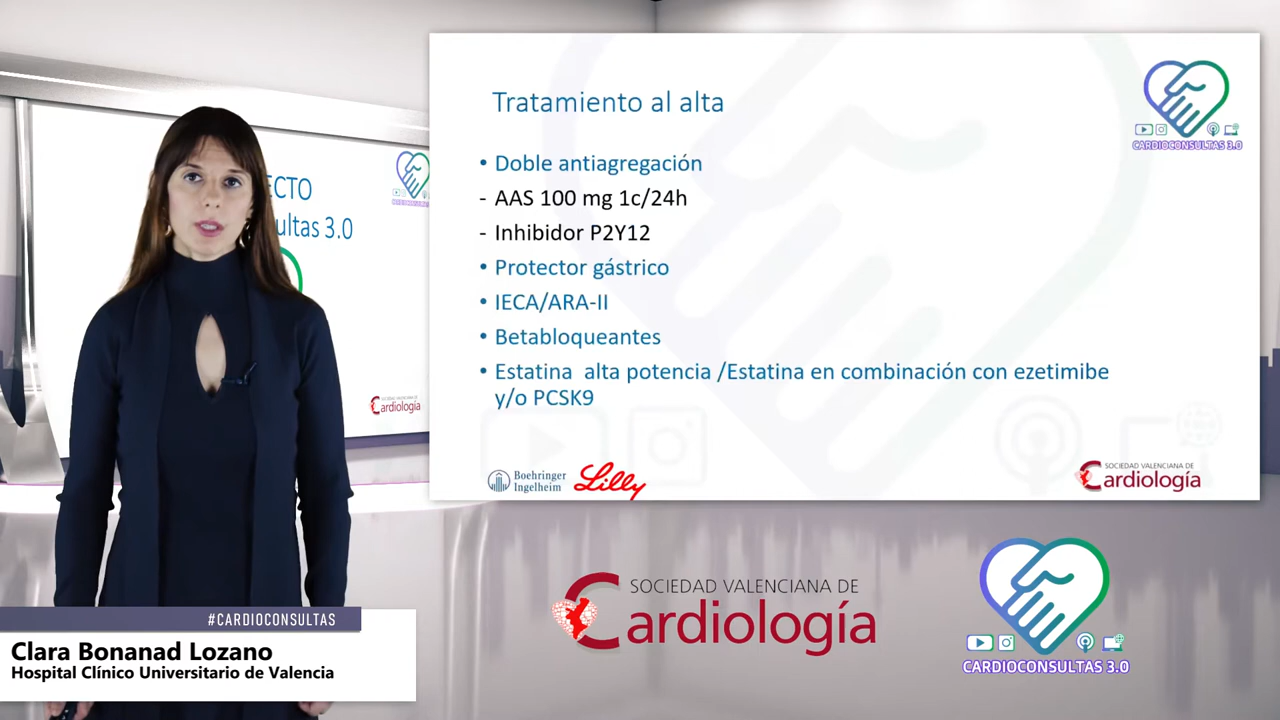 Tratamiento al alta
• Doble antiagregación
- AAS 100 mg 1c/24h
- Inhibidor P2Y12
• Protector gástrico
• IECA/ARA-II
• Betabloqueantes
• Estatina alta potencia /Estatina en combinación con ezetimibe
y/o PCSK9
CARDIOCONSULTAS 3.0
Boehringer
Ingelheim
Lilly
SOCIEDAD VALENCIANA DE
Cardiología
ECTO
ultas 3.0
Cardiología
#CARDIOCONSULTAS
Clara Bonanad Lozano
Hospital Clínico Universitario de Valencia
SOCIEDAD VALENCIANA DE
Cardiología
CARDIOCONSULTAS 3.0